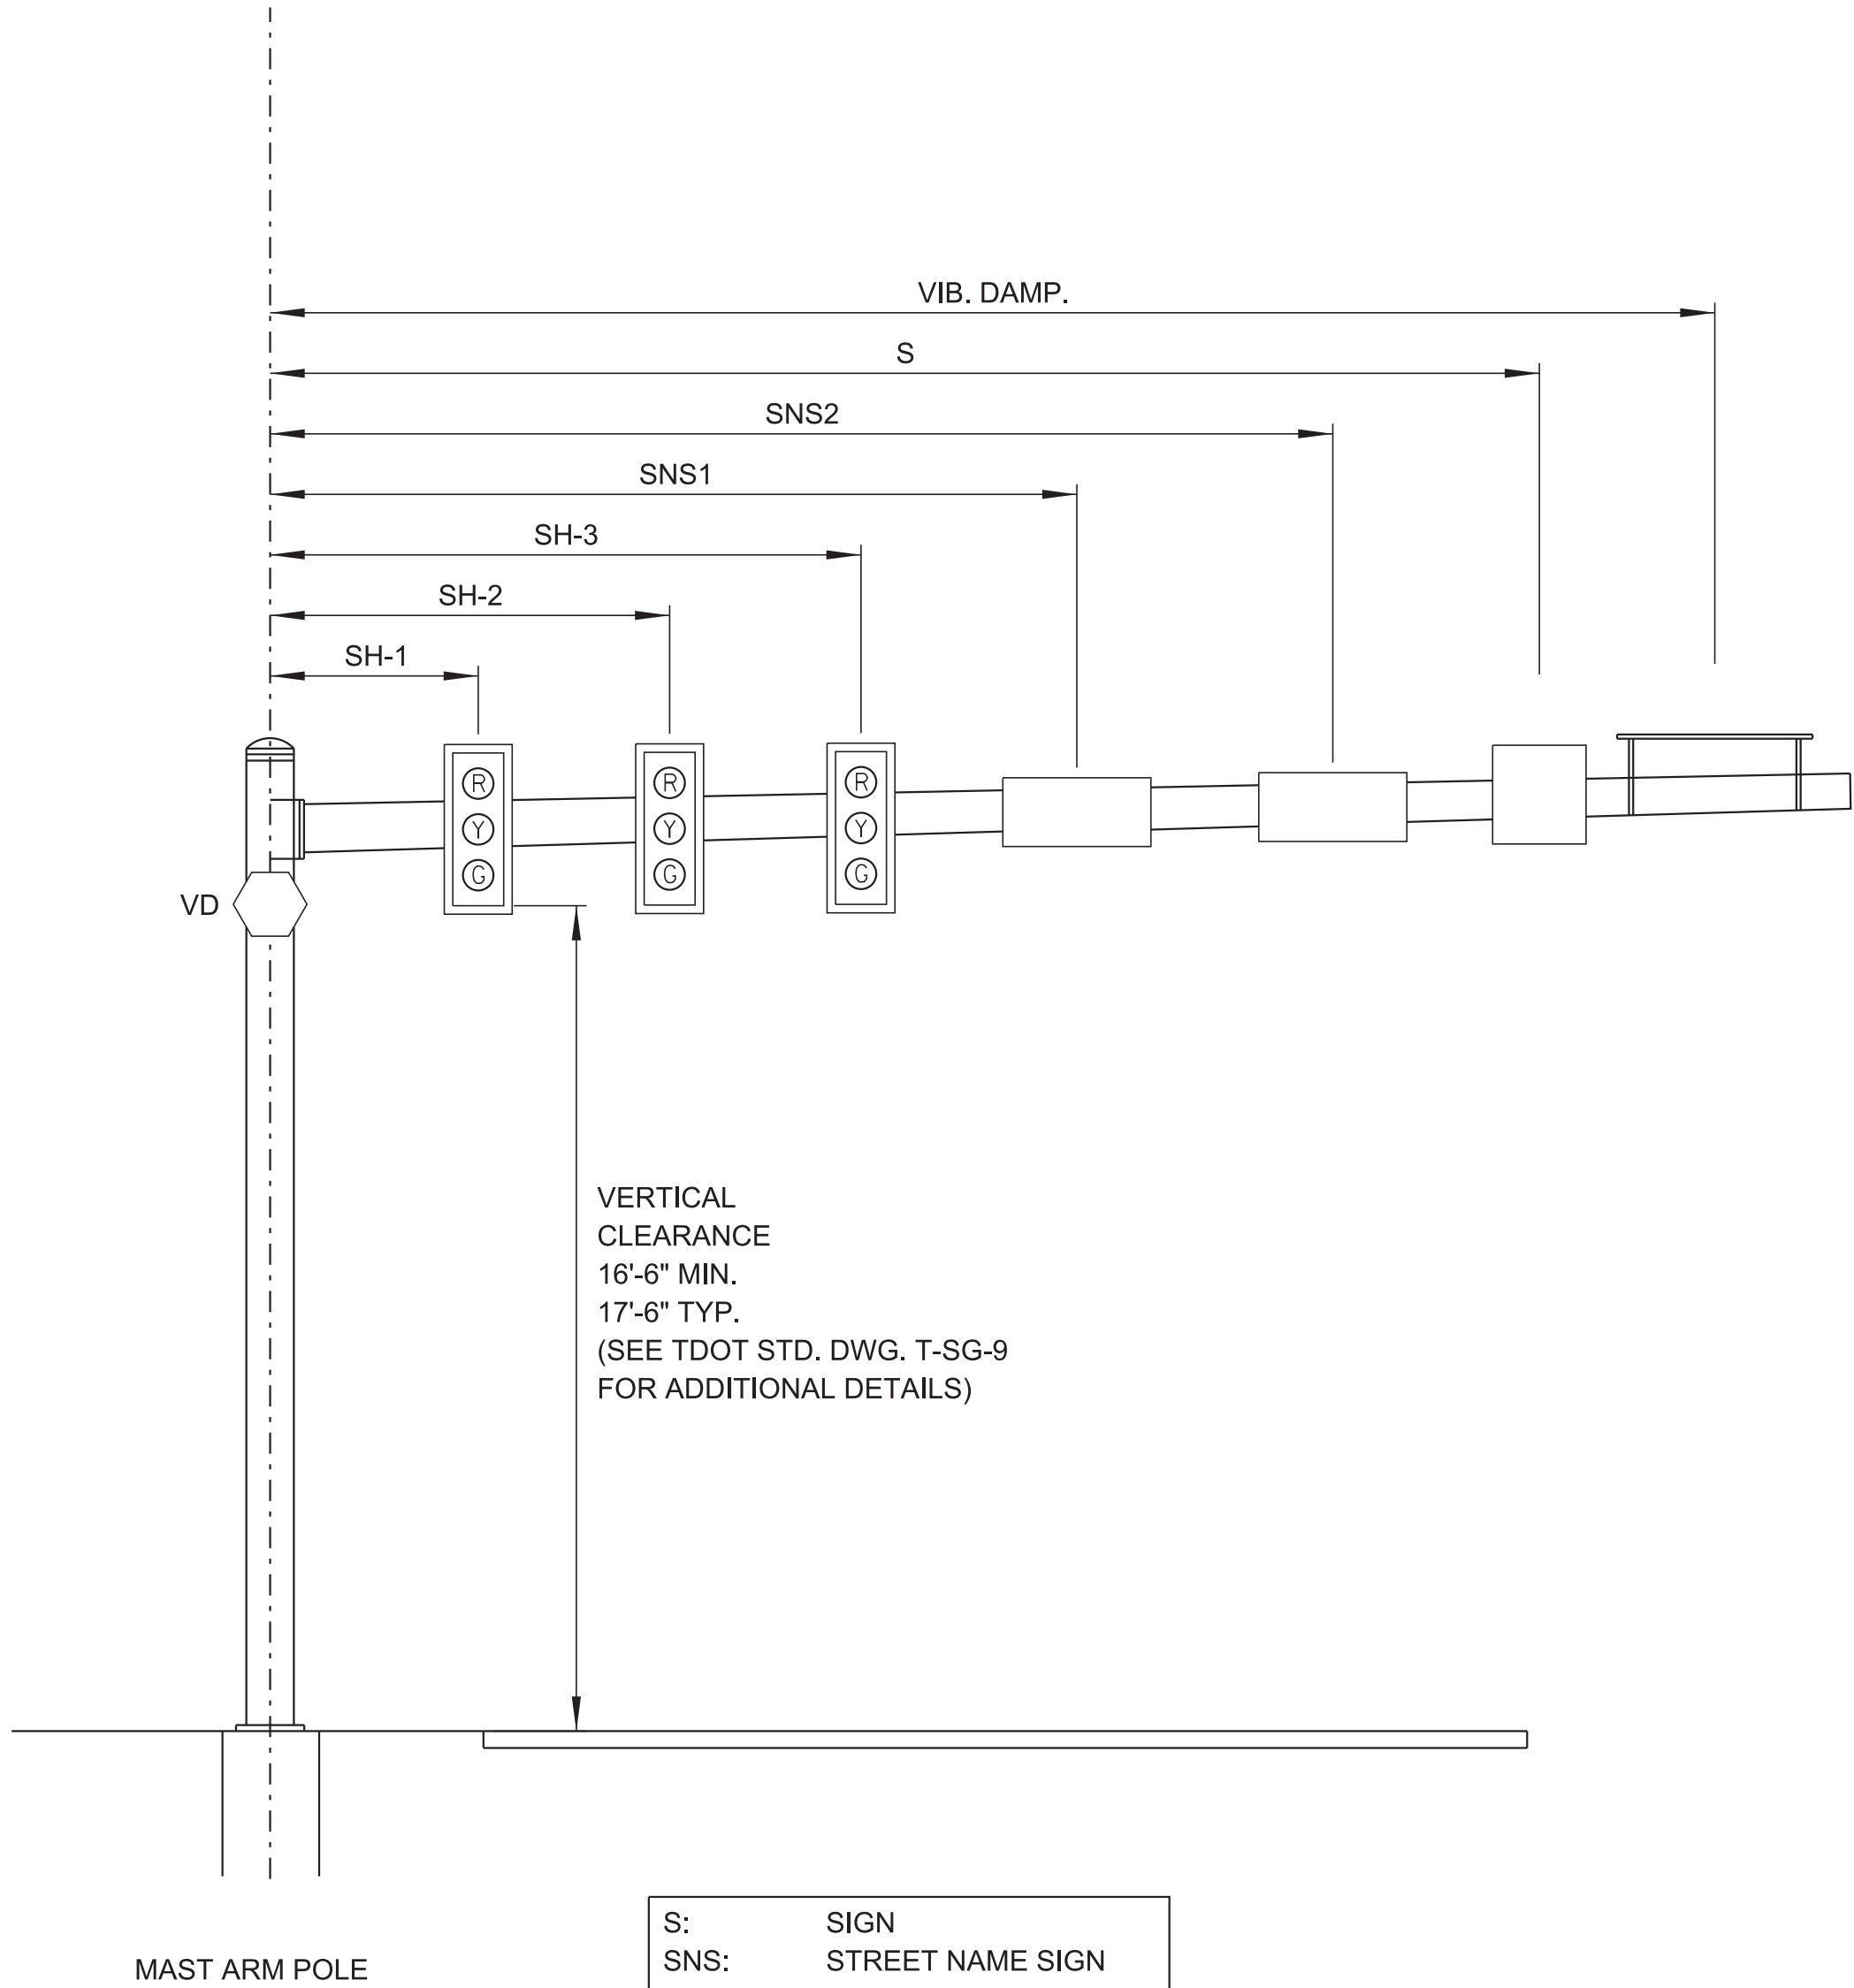 VIB. DAMP.
S
SNS2
SNS1
SH-3
SH-2
SH-1
R
R
R
Y
Y
Y
G
G
G
VD
VERTICAL
CLEARANCE
16'-6" MIN.
17'-6" TYP.
(SEE TDOT STD. DWG. T-SG-9
FOR ADDITIONAL DETAILS)
S: SIGN
SNS: STREET NAME SIGN
MAST ARM POLE